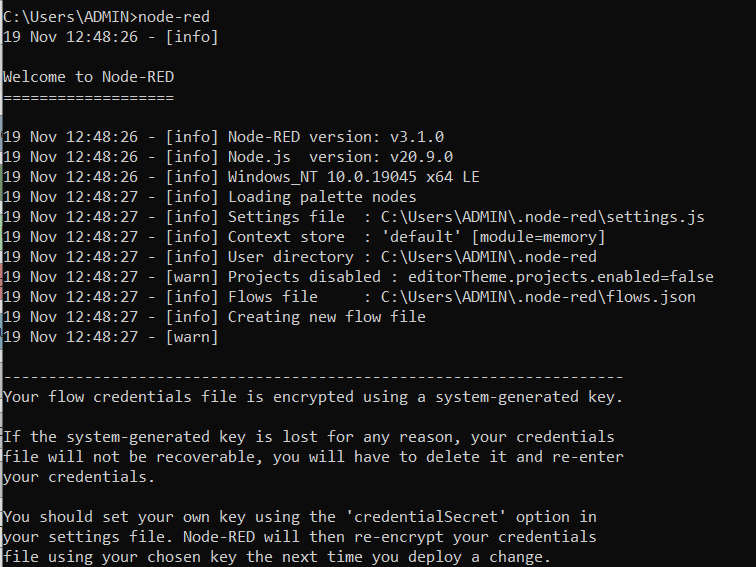 C:\Users\ADMIN>node-red
19 Nov 12:48:26 - [info]
Welcome to Node-RED
===================
19 Nov 12:48:26 - [info] Node-RED version: v3.1.0
19 Nov 12:48:26 - [info] Node.js  version: v20.9.0
19 Nov 12:48:26 - [info] Windows_NT 10.0.19045 x64 LE
19 Nov 12:48:27 - [info] Loading palette nodes
19 Nov 12:48:27 - [info] Settings file  : C:\Users\ADMIN\.node-red\settings.js
19 Nov 12:48:27 - [info] Context store  : 'default' [module=memory]
19 Nov 12:48:27 - [info] User directory : C:\Users\ADMIN\.node-red
19 Nov 12:48:27 - [warn] Projects disabled : editorTheme.projects.enabled=false
19 Nov 12:48:27 - [info] Flows file     : C:\Users\ADMIN\.node-red\flows.json
19 Nov 12:48:27 - [info] Creating new flow file
19 Nov 12:48:27 - [warn]
---------------------------------------------------------------------
Your flow credentials file is encrypted using a system-generated key.
If the system-generated key is lost for any reason, your credentials
file will not be recoverable, you will have to delete it and re-enter
your credentials.
You should set your own key using the 'credentialSecret' option in
your settings file. Node-RED will then re-encrypt your credentials
file using your chosen key the next time you deploy a change.